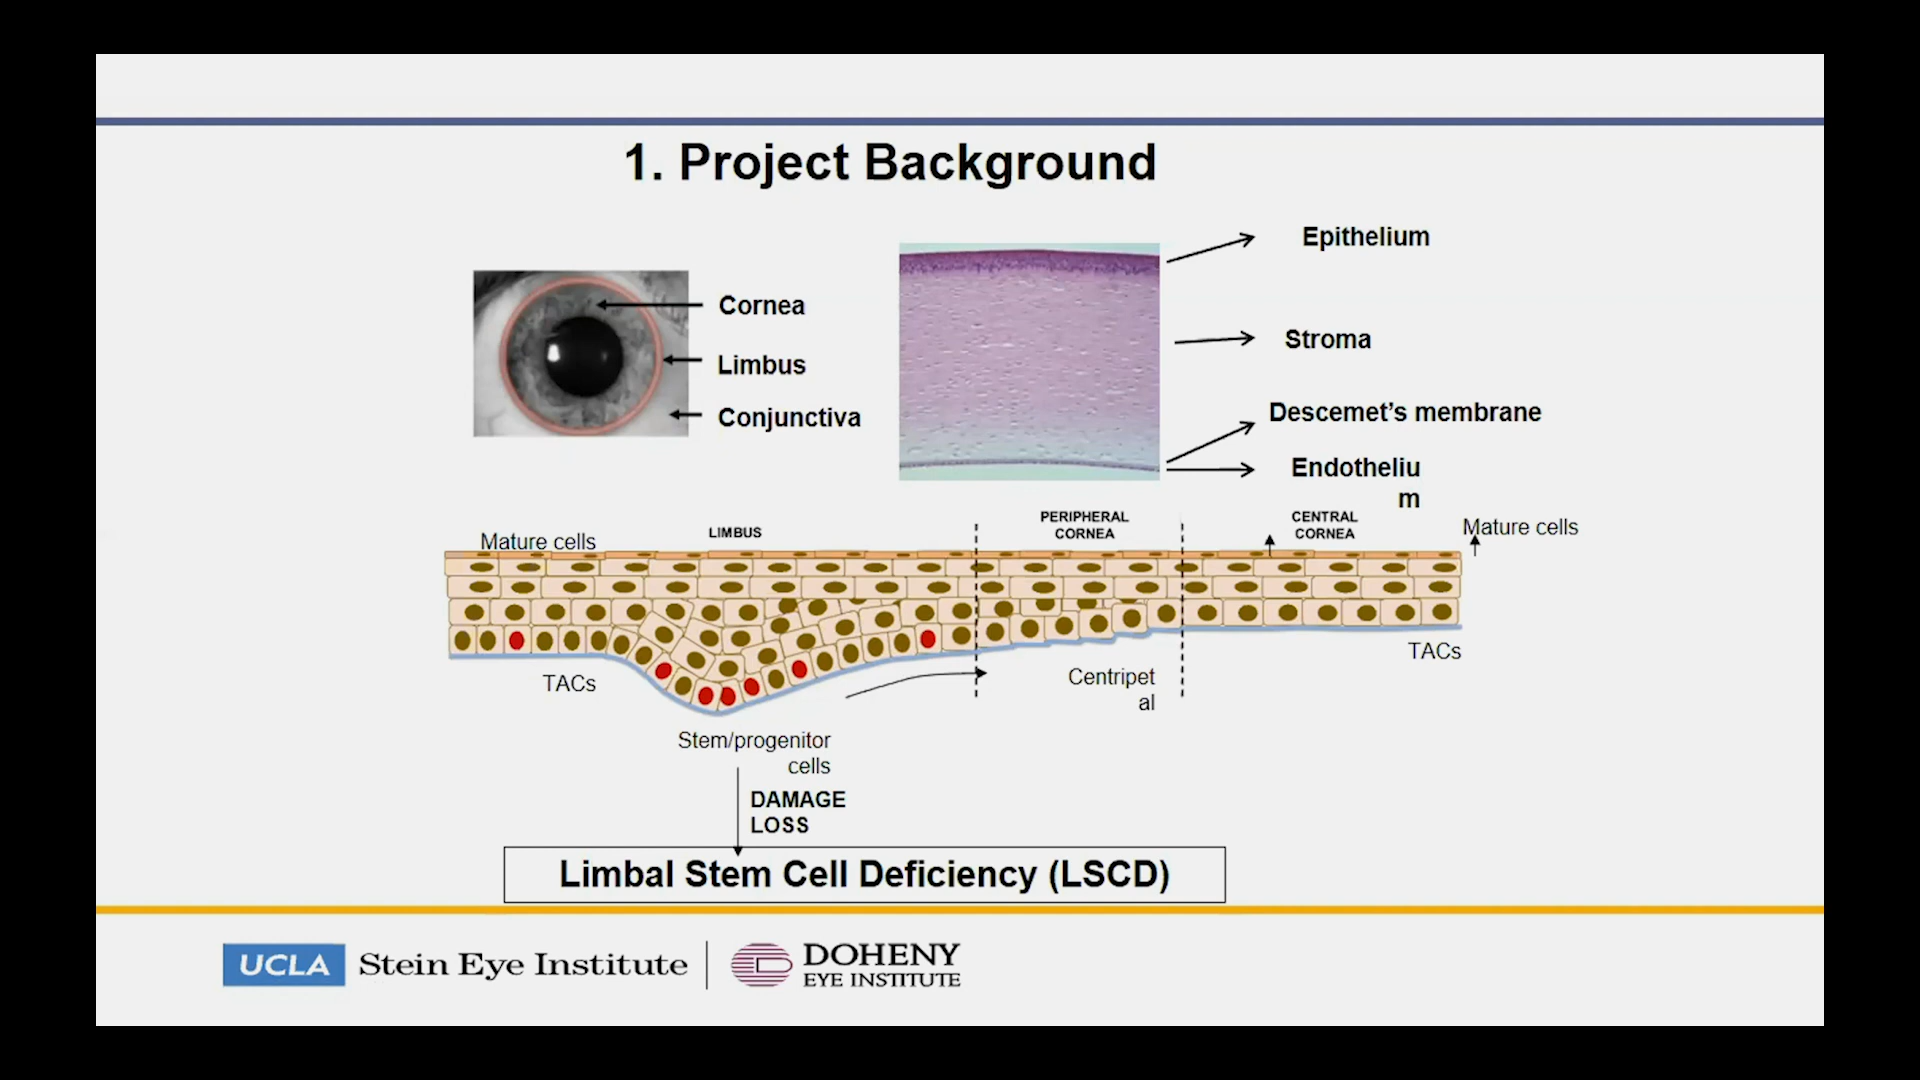 1. Project Background
Cornea
Limbus
Conjunctiva
Epithelium
Stroma
Descemet’s membrane
Endotheliu
m
Mature cells
LIMBUS
PERIPHERAL
CORNEA
CENTRAL
CORNEA
Mature cells
TACs
Centripet
al
TACs
Stem/progenitor
cells
DAMAGE
LOSS
Limbal Stem Cell Deficiency (LSCD)
UCLA Stein Eye Institute
DOHENY
EYE INSTITUTE